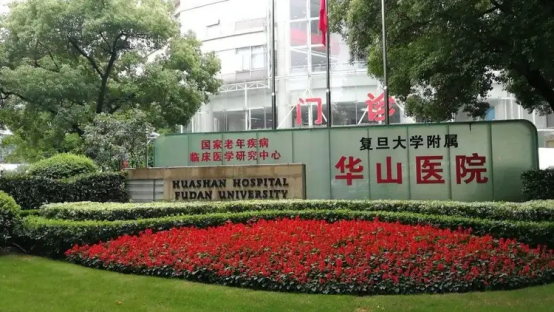 门诊
国家老年疾病
临床医学研究中心
复旦大学附属
华山医院
HUASHAN HOSPITAL
FUDAN UNIVERSITY